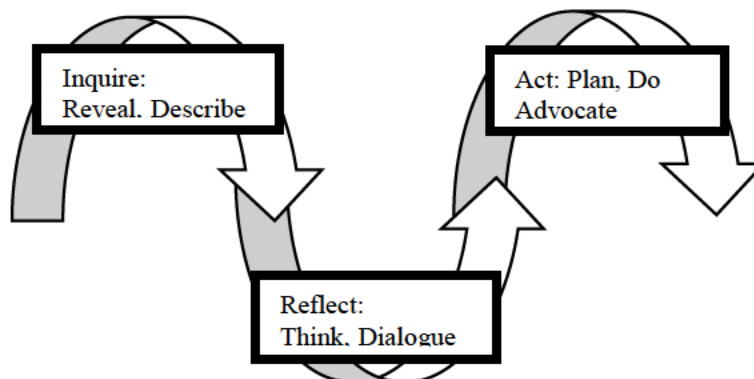 Inquire:
Reveal, Describe
Act: Plan, Do
Advocate
Reflect:
Think, Dialogue